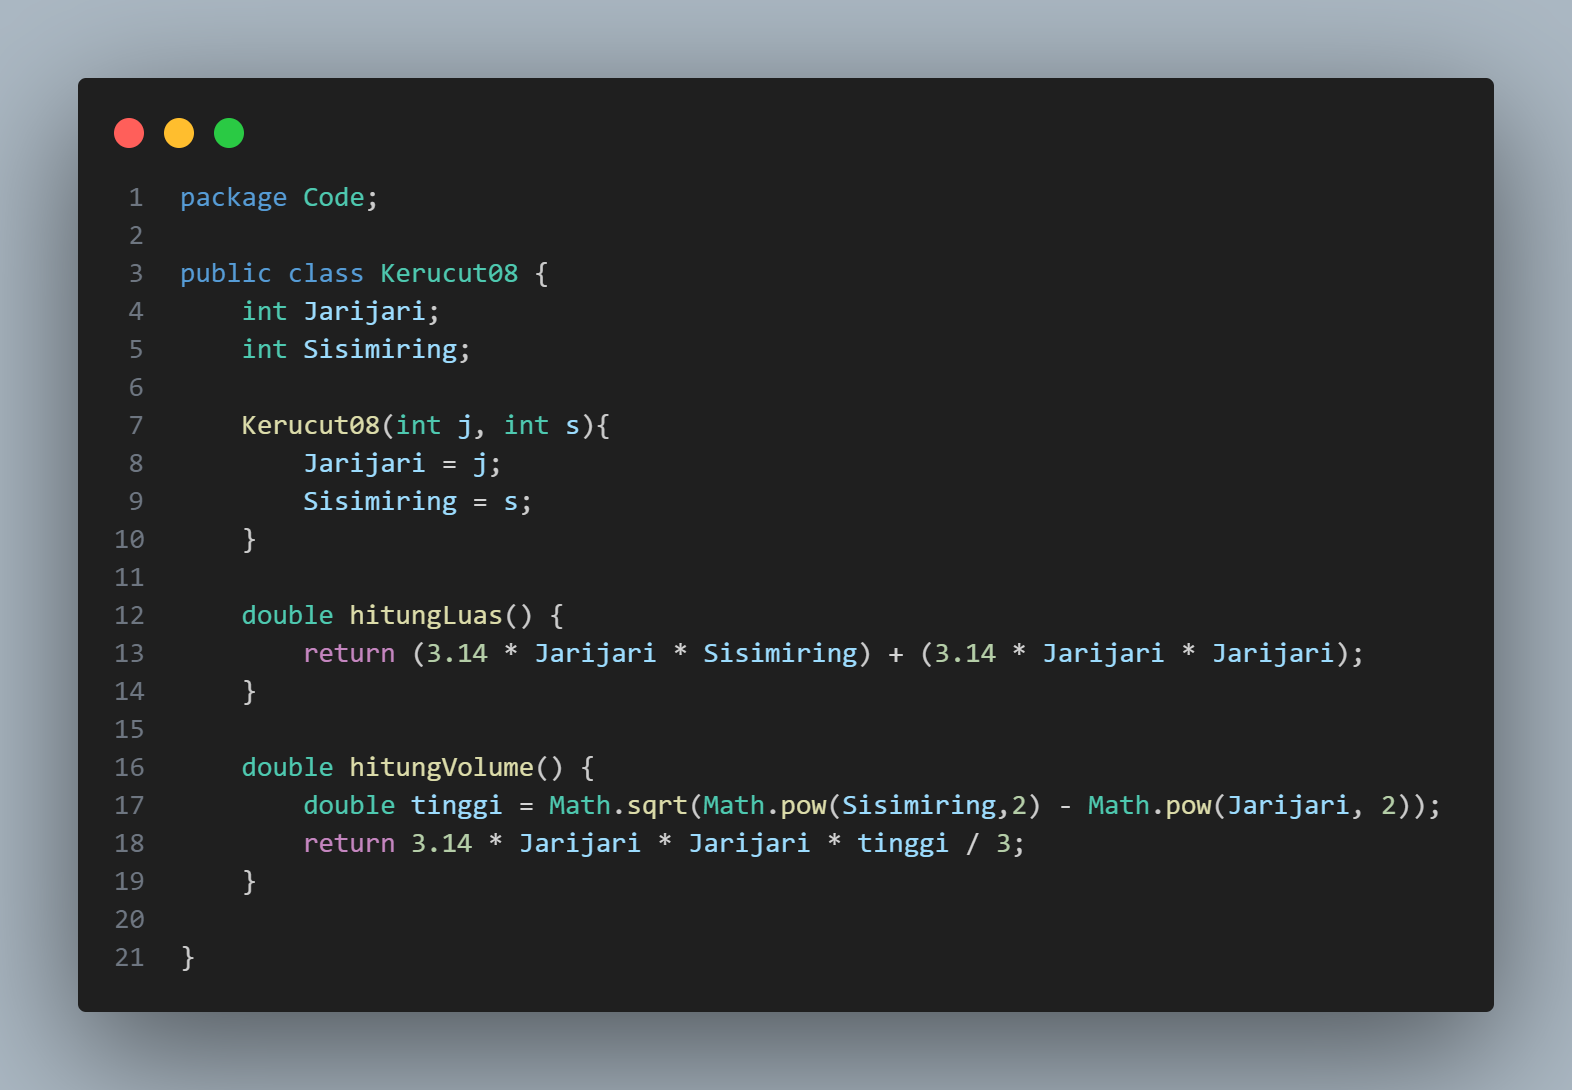 1 package Code;
2
3 public class Kerucut08 {
4     int Jarijari;
5     int Sisimiring;
6
7     Kerucut08(int j, int s){
8         Jarijari = j;
9         Sisimiring = s;
10     }
11
12     double hitungLuas() {
13         return (3.14 * Jarijari * Sisimiring) + (3.14 * Jarijari * Jarijari);
14     }
15
16     double hitungVolume() {
17         double tinggi = Math.sqrt(Math.pow(Sisimiring,2) - Math.pow(Jarijari, 2));
18         return 3.14 * Jarijari * Jarijari * tinggi / 3;
19     }
20
21 }